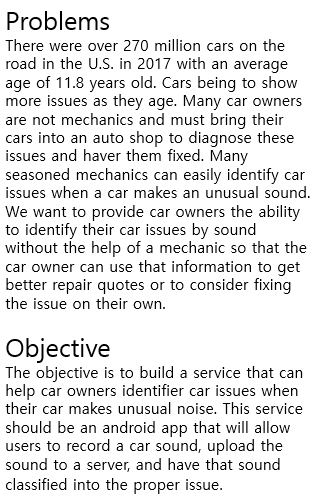 Problems
There were over 270 million cars on the
road in the U.S. in 2017 with an average
age of 11.8 years old. Cars being to show
more issues as they age. Many car owners
are not mechanics and must bring their
cars into an auto shop to diagnose these
issues and haver them fixed. Many
seasoned mechanics can easily identify car
issues when a car makes an unusual sound.
We want to provide car owners the ability
to identify their car issues by sound
without the help of a mechanic so that the
car owner can use that information to get
better repair quotes or to consider fixing
the issue on their own.
Objective
The objective is to build a service that can
help car owners identifier car issues when
their car makes unusual noise. This service
should be an android app that will allow
users to record a car sound, upload the
sound to a server, and have that sound
classified into the proper issue.